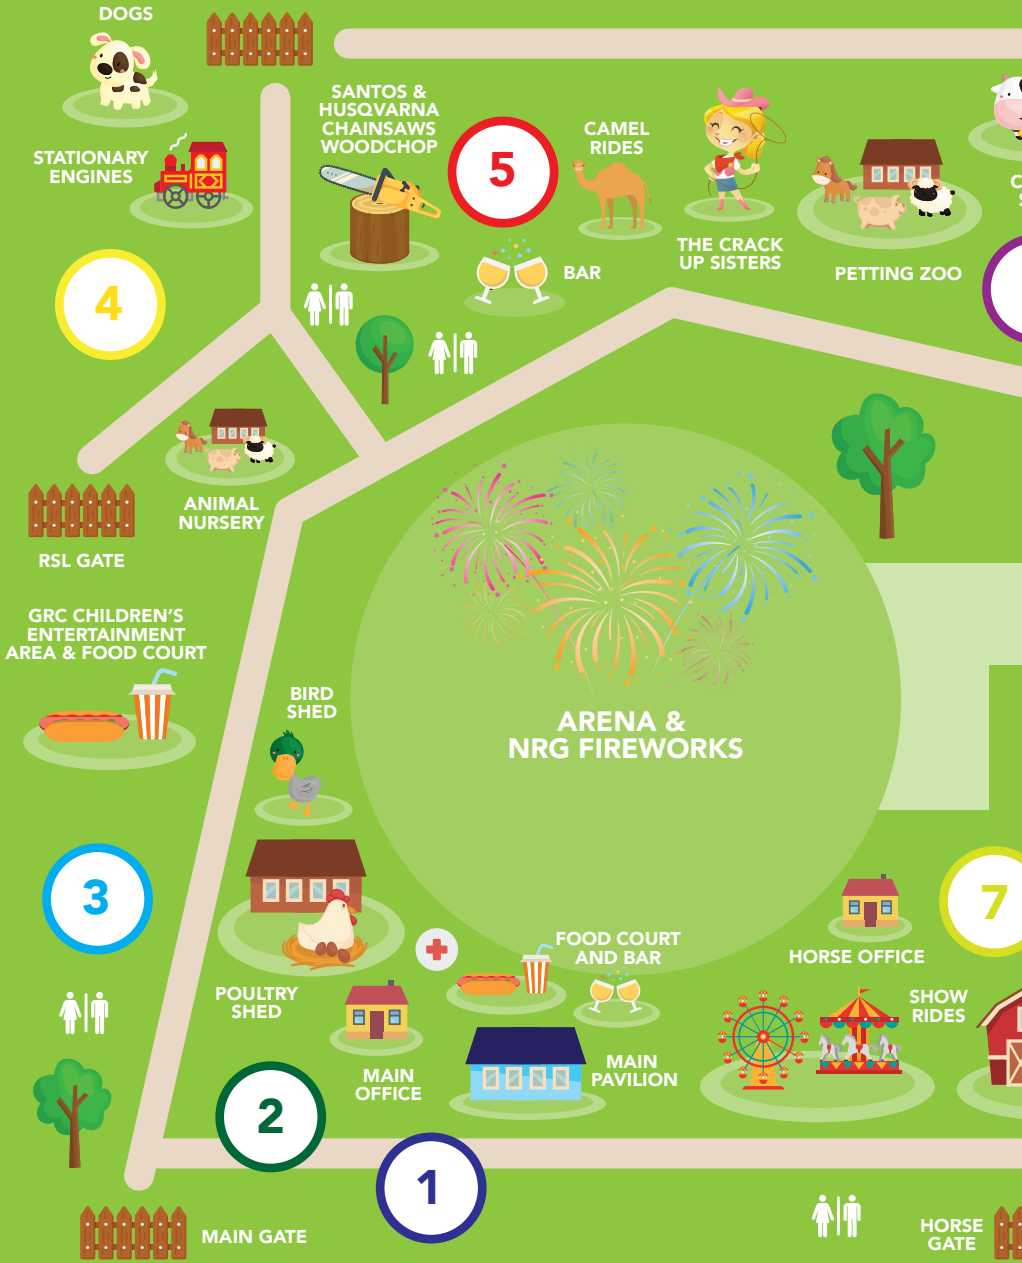 DOGS
STATIONARY
ENGINES
SANTOS &
HUSQVARNA
CHAINSAWS
WOODCHOP
5
CAMEL
RIDES
BAR
THE CRACK
UP SISTERS
PETTING ZOO
4
ANIMAL
NURSERY
RSL GATE
GRC CHILDREN'S
ENTERTAINMENT
AREA & FOOD COURT
BIRD
SHED
ARENA &
NRG FIREWORKS
3
POULTRY
SHED
MAIN
OFFICE
FOOD COURT
AND BAR
MAIN
PAVILION
HORSE OFFICE
7
SHOW
RIDES
2
1
MAIN GATE
HORSE
GATE